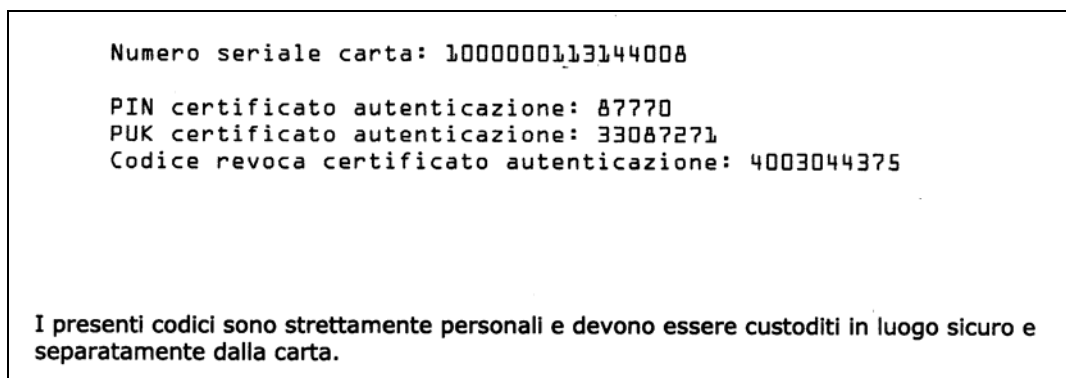 Numero seriale carta: 1000000113144008
PIN certificato autenticazione: 87770
PUK certificato autenticazione: 33087271
Codice revoca certificato autenticazione: 4003044375
I presenti codici sono strettamente personali e devono essere custoditi in luogo sicuro e
separatamente dalla carta.